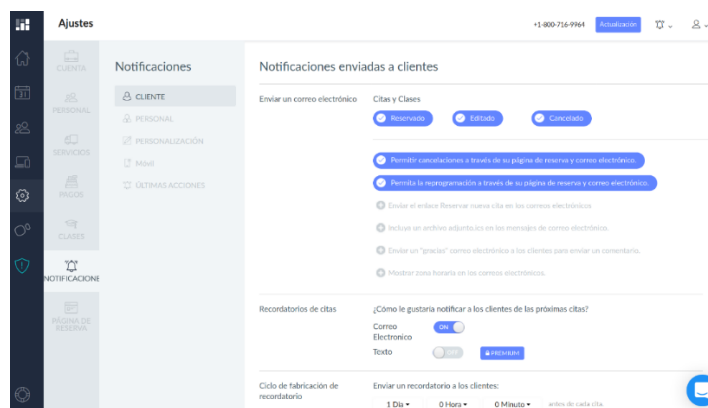 Ajustes
+1-800-716-9964
Actualización
CUENTA
PERSONAL
SERVICIOS
PAGOS
CLASES
NOTIFICACIONE
PÁGINA DE
RESERVA
31
Notificaciones
CLIENTE
PERSONAL
PERSONALIZACIÓN
Móvil
ÚLTIMAS ACCIONES
Notificaciones enviadas a clientes
Enviar un correo electrónico
Citas y Clases
Reservado
Editado
Cancelado
Permitir cancelaciones a través de su página de reserva y correo electrónico.
Permita la reprogramación a través de su página de reserva y correo electrónico.
Enviar el enlace Reservar nueva cita en los correos electrónicos
Incluya un archivo adjunto.ics en los mensajes de correo electrónico.
Enviar un "gracias" correo electrónico a los clientes para enviar un comentario.
Mostrar zona horaria en los correos electrónicos.
Recordatorios de citas
¿Cómo le gustaría notificar a los clientes de las próximas citas?
Correo
Electronico
ON
Texto
OFF
PREMIUM
Ciclo de fabricación de
recordatorio
Enviar un recordatorio a los clientes:
1 Día
0 Hora
0 Minuto
antes de cada cita